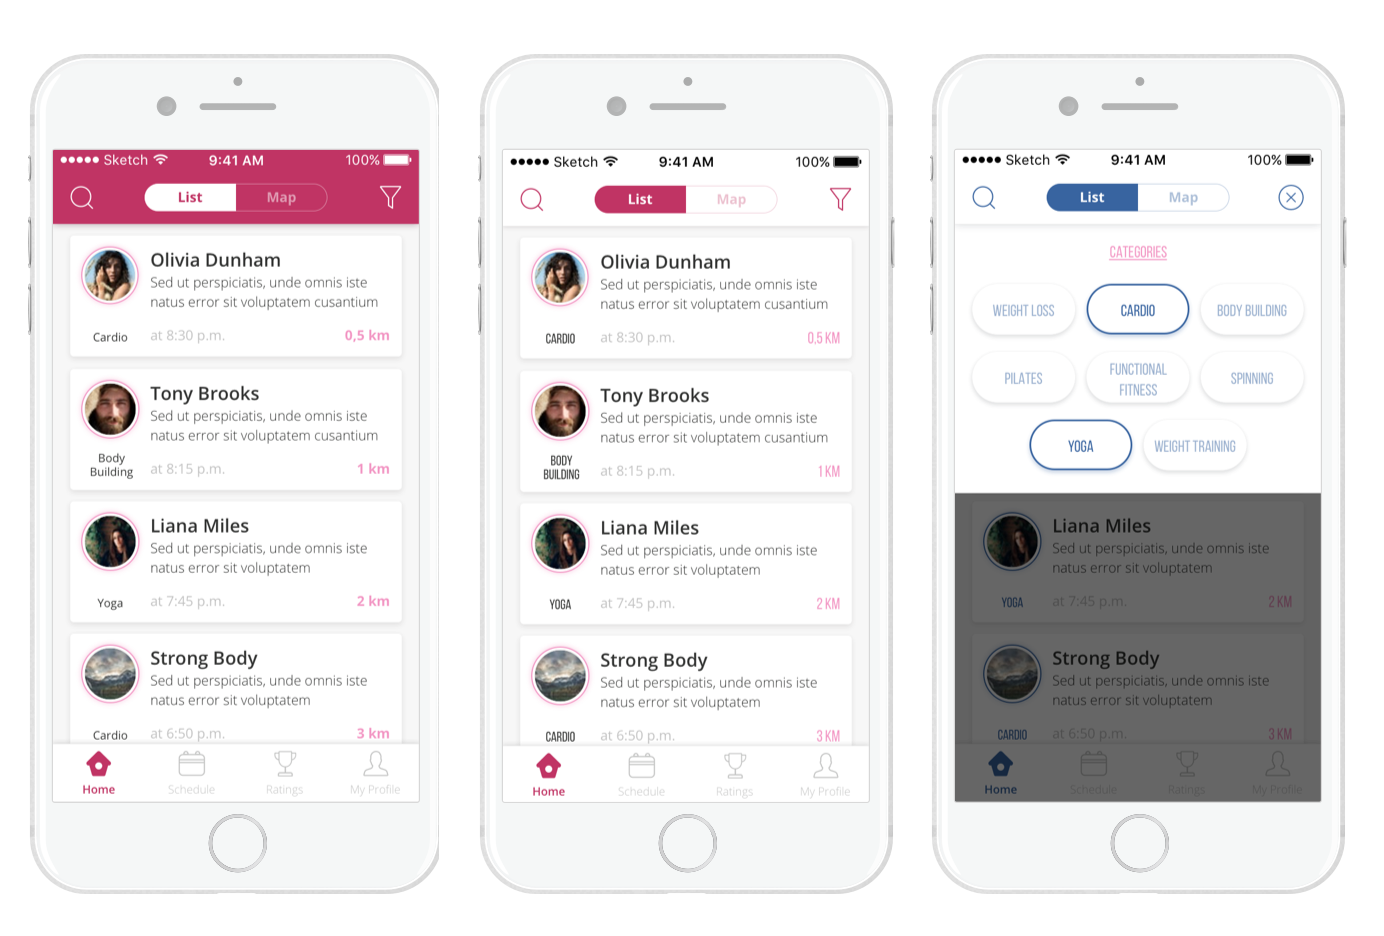 Sketch 9:41 AM 100%
List Map
Olivia Dunham
Sed ut perspiciatis, unde omnis iste
natus error sit voluptatem cusantium
Cardio at 8:30 p.m. 0,5 km
Tony Brooks
Sed ut perspiciatis, unde omnis iste
natus error sit voluptatem cusantium
Body
Building at 8:15 p.m. 1 km
Liana Miles
Sed ut perspiciatis, unde omnis iste
natus error sit voluptatem
Yoga at 7:45 p.m. 2 km
Strong Body
Sed ut perspiciatis, unde omnis iste
natus error sit voluptatem
Cardio at 6:50 p.m. 3 km
Home Schedule Ratings My Profile
Sketch 9:41 AM 100%
List Map
Olivia Dunham
Sed ut perspiciatis, unde omnis iste
natus error sit voluptatem cusantium
CARDIO at 8:30 p.m. 0,5 KM
Tony Brooks
Sed ut perspiciatis, unde omnis iste
natus error sit voluptatem cusantium
BODY
BUILDING at 8:15 p.m. 1 KM
Liana Miles
Sed ut perspiciatis, unde omnis iste
natus error sit voluptatem
YOGA at 7:45 p.m. 2 KM
Strong Body
Sed ut perspiciatis, unde omnis iste
natus error sit voluptatem
CARDIO at 6:50 p.m. 3 KM
Home Schedule Ratings My Profile
Sketch 9:41 AM 100%
List Map
CATEGORIES
WEIGHT LOSS CARDIO BODY BUILDING
PILATES FUNCTIONAL
FITNESS SPINNING
YOGA WEIGHT TRAINING
Liana Miles
Sed ut perspiciatis, unde omnis iste
natus error sit voluptatem
YOGA at 7:45 p.m. 2 KM
Strong Body
Sed ut perspiciatis, unde omnis iste
natus error sit voluptatem
CARDIO at 6:50 p.m. 3 KM
Home Schedule Ratings My Profile